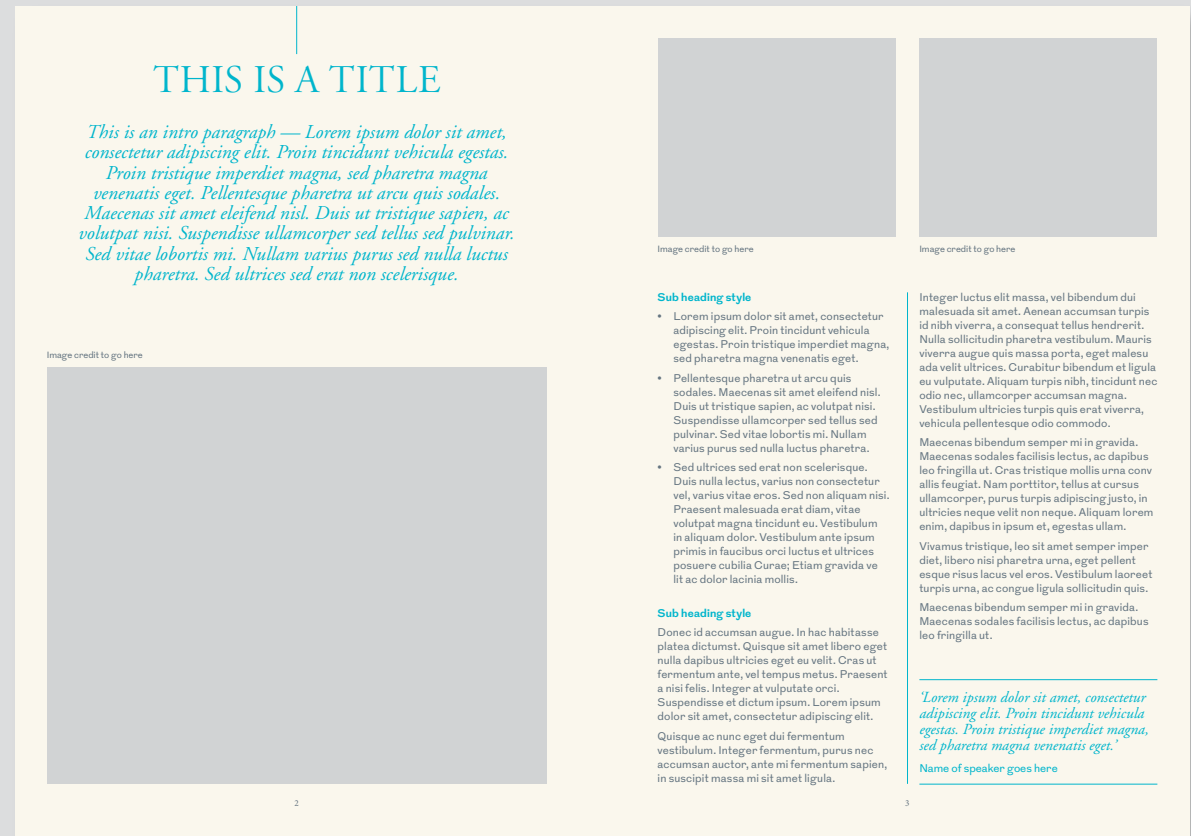 THIS IS A TITLE
This is an intro paragraph — Lorem ipsum dolor sit amet,
consectetur adipiscing elit. Proin tincidunt vehicula egestas.
Proin tristique imperdiet magna, sed pharetra magna
venenatis eget. Pellentesque pharetra ut arcu quis sodales.
Maecenas sit amet eleifend nisl. Duis ut tristique sapien, ac
volutpat nisi. Suspendisse ullamcorper sed tellus sed pulvinar.
Sed vitae lobortis mi. Nullam varius purus sed nulla luctus
pharetra. Sed ultrices sed erat non scelerisque.
Image credit to go here
2
Image credit to go here
Image credit to go here
Sub heading style
• Lorem ipsum dolor sit amet, consectetur
adipiscing elit. Proin tincidunt vehicula
egestas. Proin tristique imperdiet magna,
sed pharetra magna venenatis eget.
• Pellentesque pharetra ut arcu quis
sodales. Maecenas sit amet eleifend nisl.
Duis ut tristique sapien, ac volutpat nisi.
Suspendisse ullamcorper sed tellus sed
pulvinar. Sed vitae lobortis mi. Nullam
varius purus sed nulla luctus pharetra.
• Sed ultrices sed erat non scelerisque.
Duis nulla lectus, varius non consectetur
vel, varius vitae eros. Sed non aliquam nisi.
Praesent malesuada erat diam, vitae
volutpat magna tincidunt eu. Vestibulum
in aliquam dolor. Vestibulum ante ipsum
primis in faucibus orci luctus et ultrices
posuere cubilia Curae; Etiam gravida ve
lit ac dolor lacinia mollis.
Sub heading style
Donec id accumsan augue. In hac habitasse
platea dictumst. Quisque sit amet libero eget
nulla dapibus ultricies eget eu velit. Cras ut
fermentum ante, vel tempus metus. Praesent
a nisi felis. Integer at vulputate orci.
Suspendisse et dictum ipsum. Lorem ipsum
dolor sit amet, consectetur adipiscing elit.
Quisque ac nunc eget dui fermentum
vestibulum. Integer fermentum, purus nec
accumsan auctor, ante mi fermentum sapien,
in suscipit massa mi sit amet ligula.
Integer luctus elit massa, vel bibendum dui
malesuada sit amet. Aenean accumsan turpis
id nibh viverra, a consequat tellus hendrerit.
Nulla sollicitudin pharetra vestibulum. Mauris
viverra augue quis massa porta, eget malesu
ada velit ultrices. Curabitur bibendum et ligula
eu vulputate. Aliquam turpis nibh, tincidunt nec
odio nec, ullamcorper accumsan magna.
Vestibulum ultricies turpis quis erat viverra,
vehicula pellentesque odio commodo.
Maecenas bibendum semper mi in gravida.
Maecenas sodales facilisis lectus, ac dapibus
leo fringilla ut. Cras tristique mollis urna conv
allis feugiat. Nam porttitor, tellus at cursus
ullamcorper, purus turpis adipiscing justo, in
ultricies neque velit non neque. Aliquam lorem
enim, dapibus in ipsum et, egestas ullam.
Vivamus tristique, leo sit amet semper imper
diet, libero nisi pharetra urna, eget pellent
esque risus lacus vel eros. Vestibulum laoreet
turpis urna, ac congue ligula sollicitudin quis.
Maecenas bibendum semper mi in gravida.
Maecenas sodales facilisis lectus, ac dapibus
leo fringilla ut.
‘Lorem ipsum dolor sit amet, consectetur
adipiscing elit. Proin tincidunt vehicula
egestas. Proin tristique imperdiet magna,
sed pharetra magna venenatis eget.’
Name of speaker goes here
3